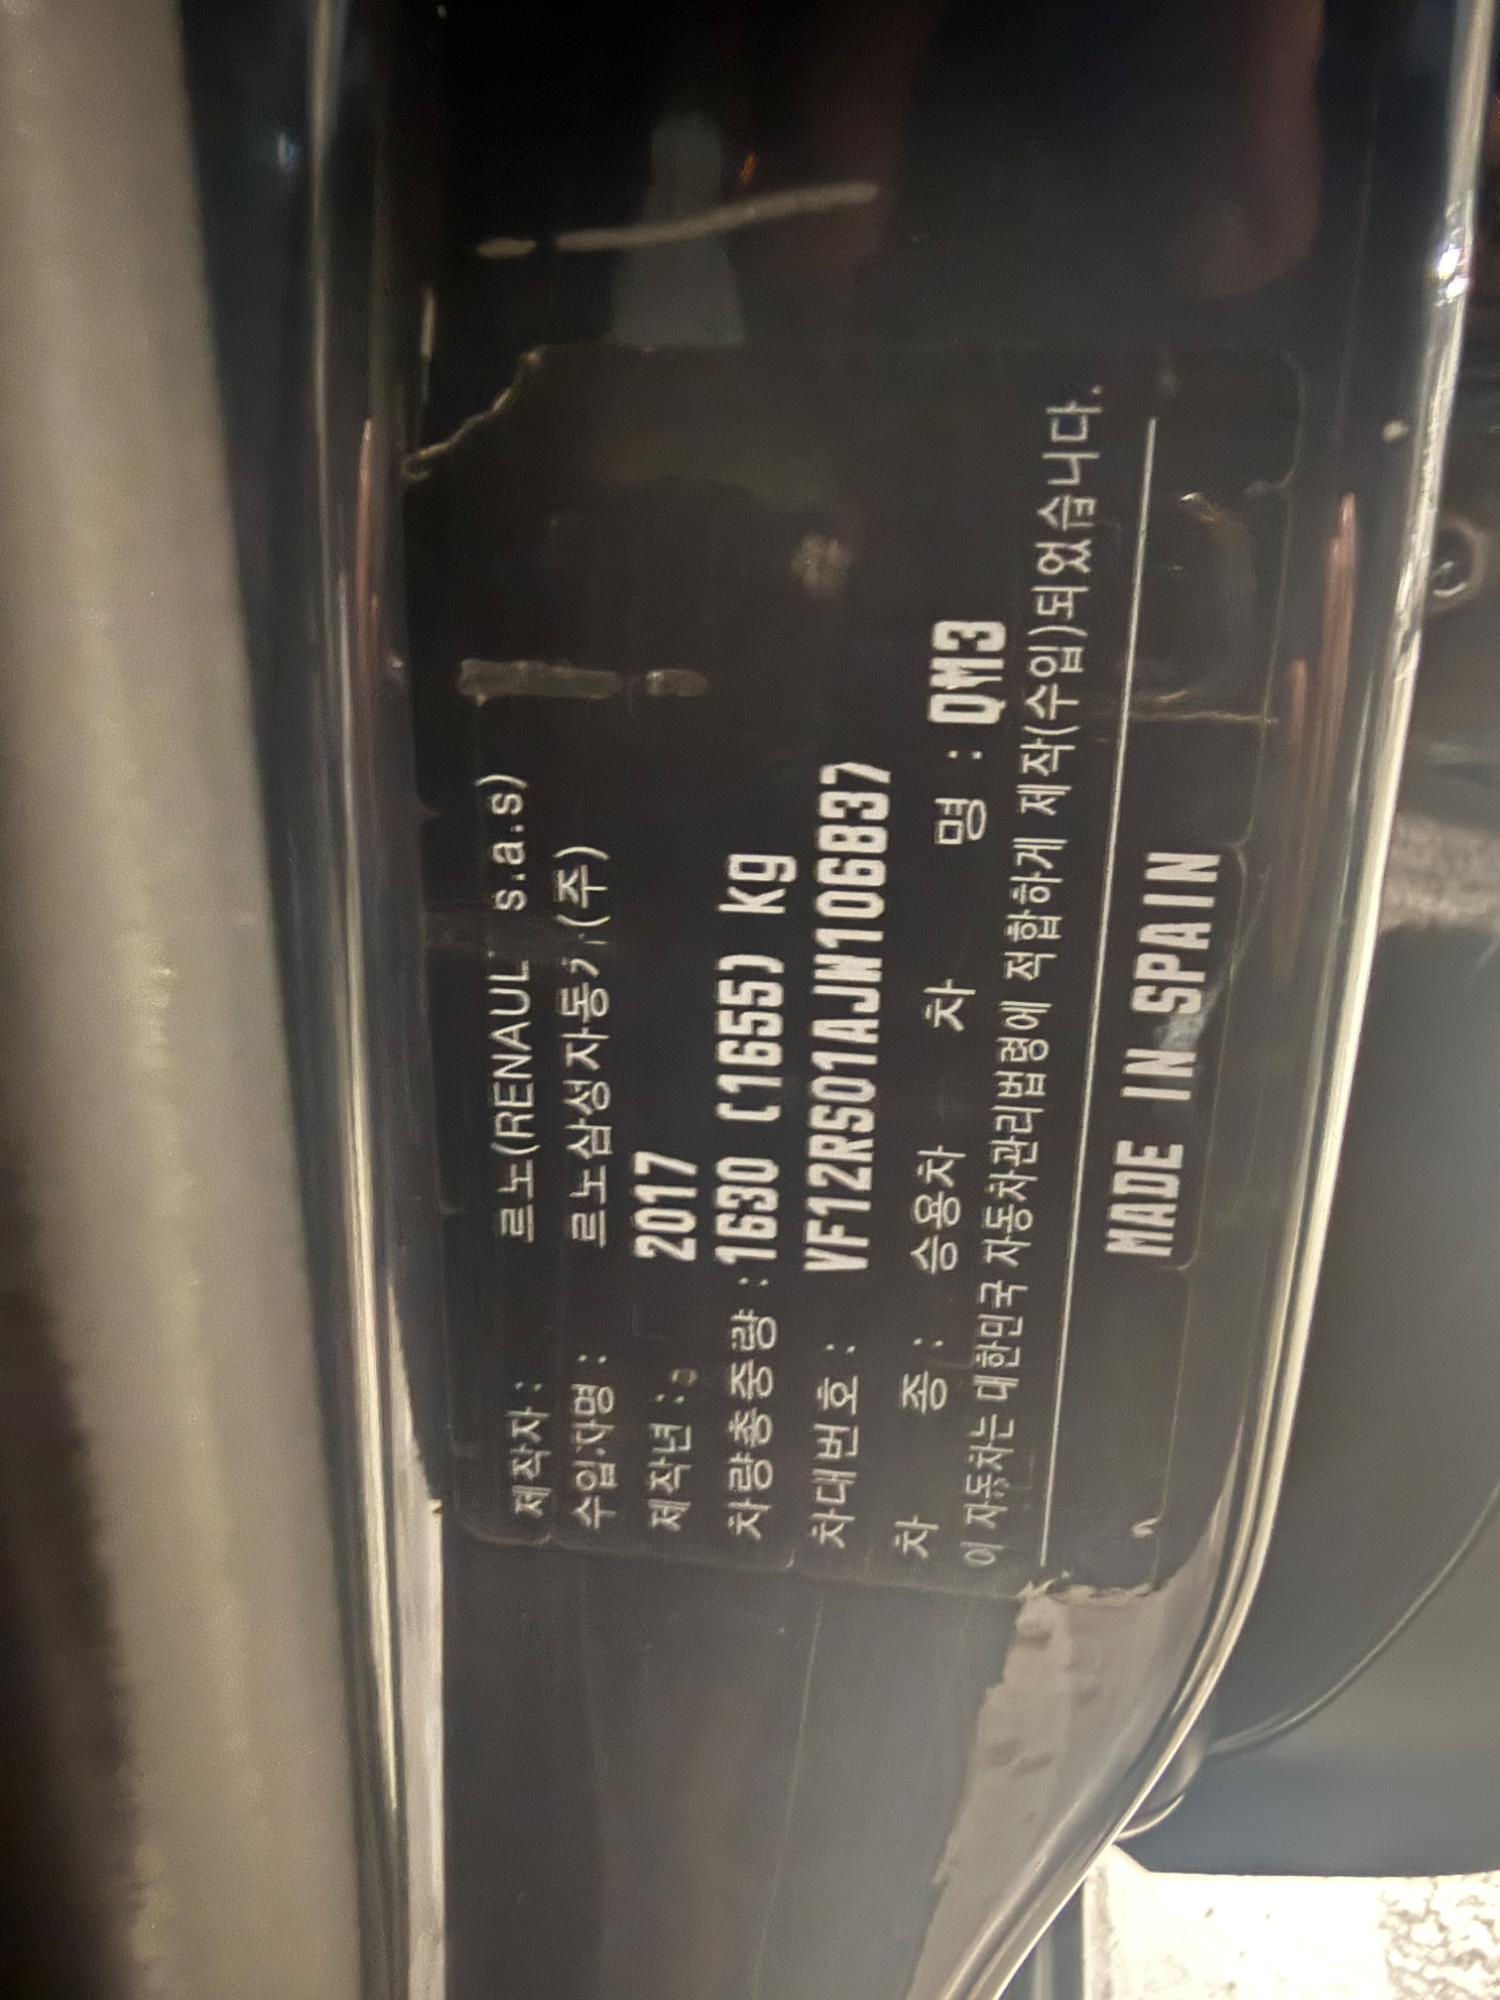 제작자 : 르노(RENAULT s.a.s)
수입자명 : 르노삼성자동차(주)
제작년 : 2017
차량총중량 : 1630 (1655) kg
차대번호 : VF12RS01AJW106837
차 종 : 승용차 차 명 : QM3
이 자동차는 대한민국 자동차관리법령에 적합하게 제작(수입)되었습니다.
MADE IN SPAIN